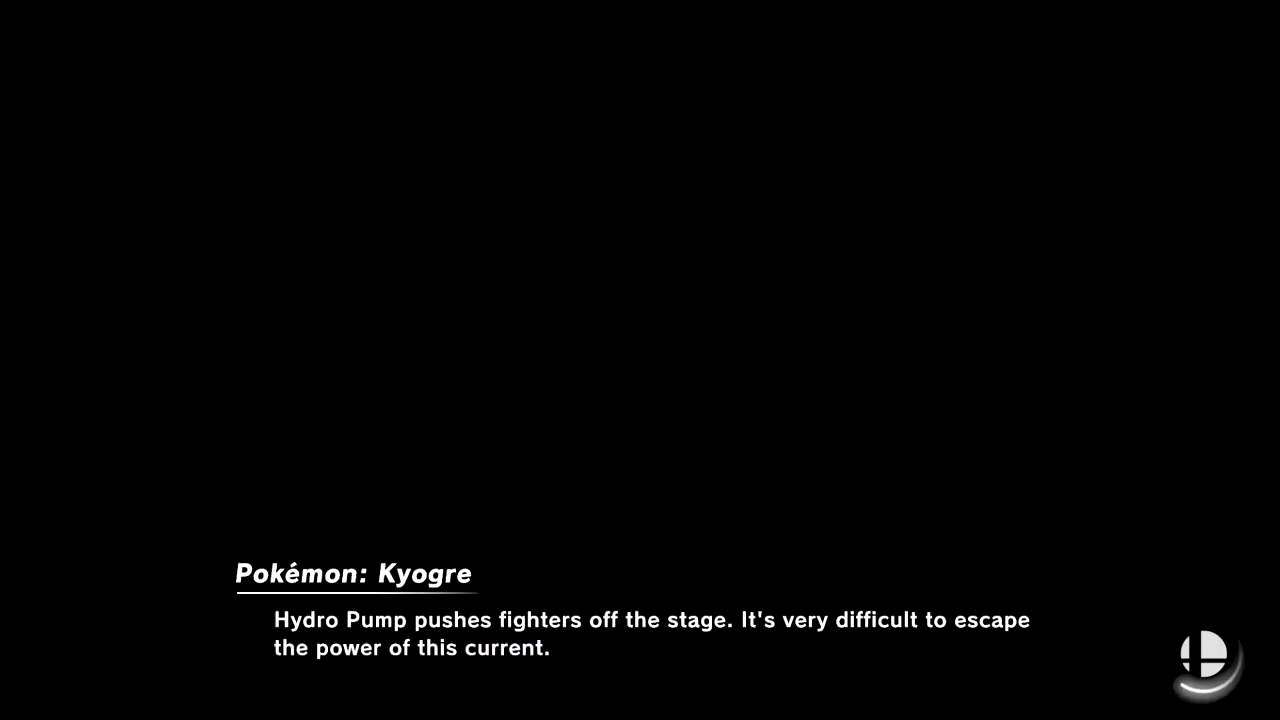 Pokémon: Kyogre
Hydro Pump pushes fighters off the stage. It's very difficult to escape
the power of this current.